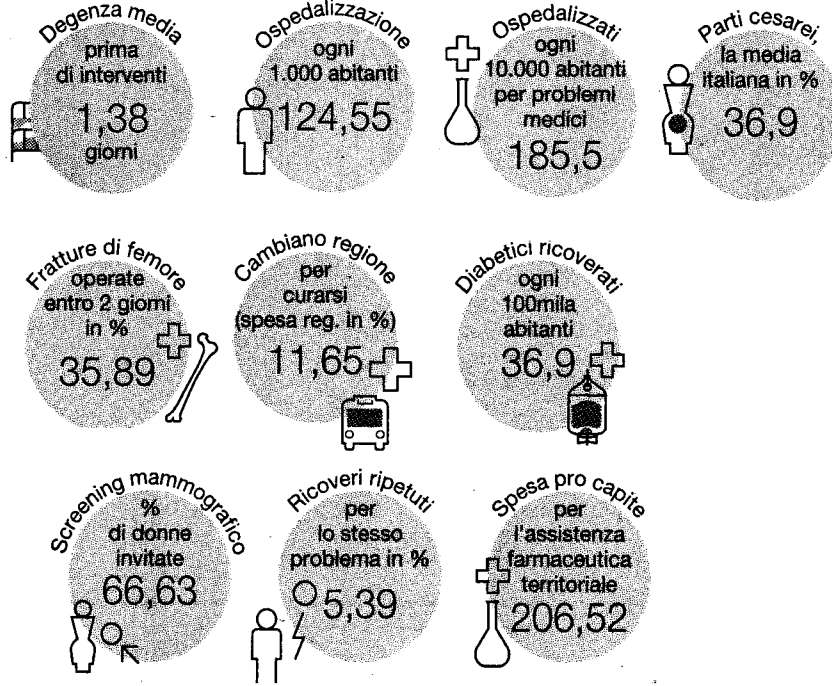 Degenza media
prima
di interventi
1,38
giorni
Ospedalizzazione
ogni
1.000 abitanti
124,55
Ospedalizzati
ogni
10.000 abitanti
per problemi
medici
185,5
Parti cesarei,
la media
italiana in %
36,9
Fratture di femore
operate
entro 2 giorni
in %
35,89
Cambiano regione
per
curarsi
(spesa reg. in %)
11,65
Diabetici ricoverati
ogni
100mila
abitanti
36,9
Screening mammografico
%
di donne
invitate
66,63
Ricoveri ripetuti
per
lo stesso
problema in %
5,39
Spesa pro capite
per
l'assistenza
farmaceutica
territoriale
206,52